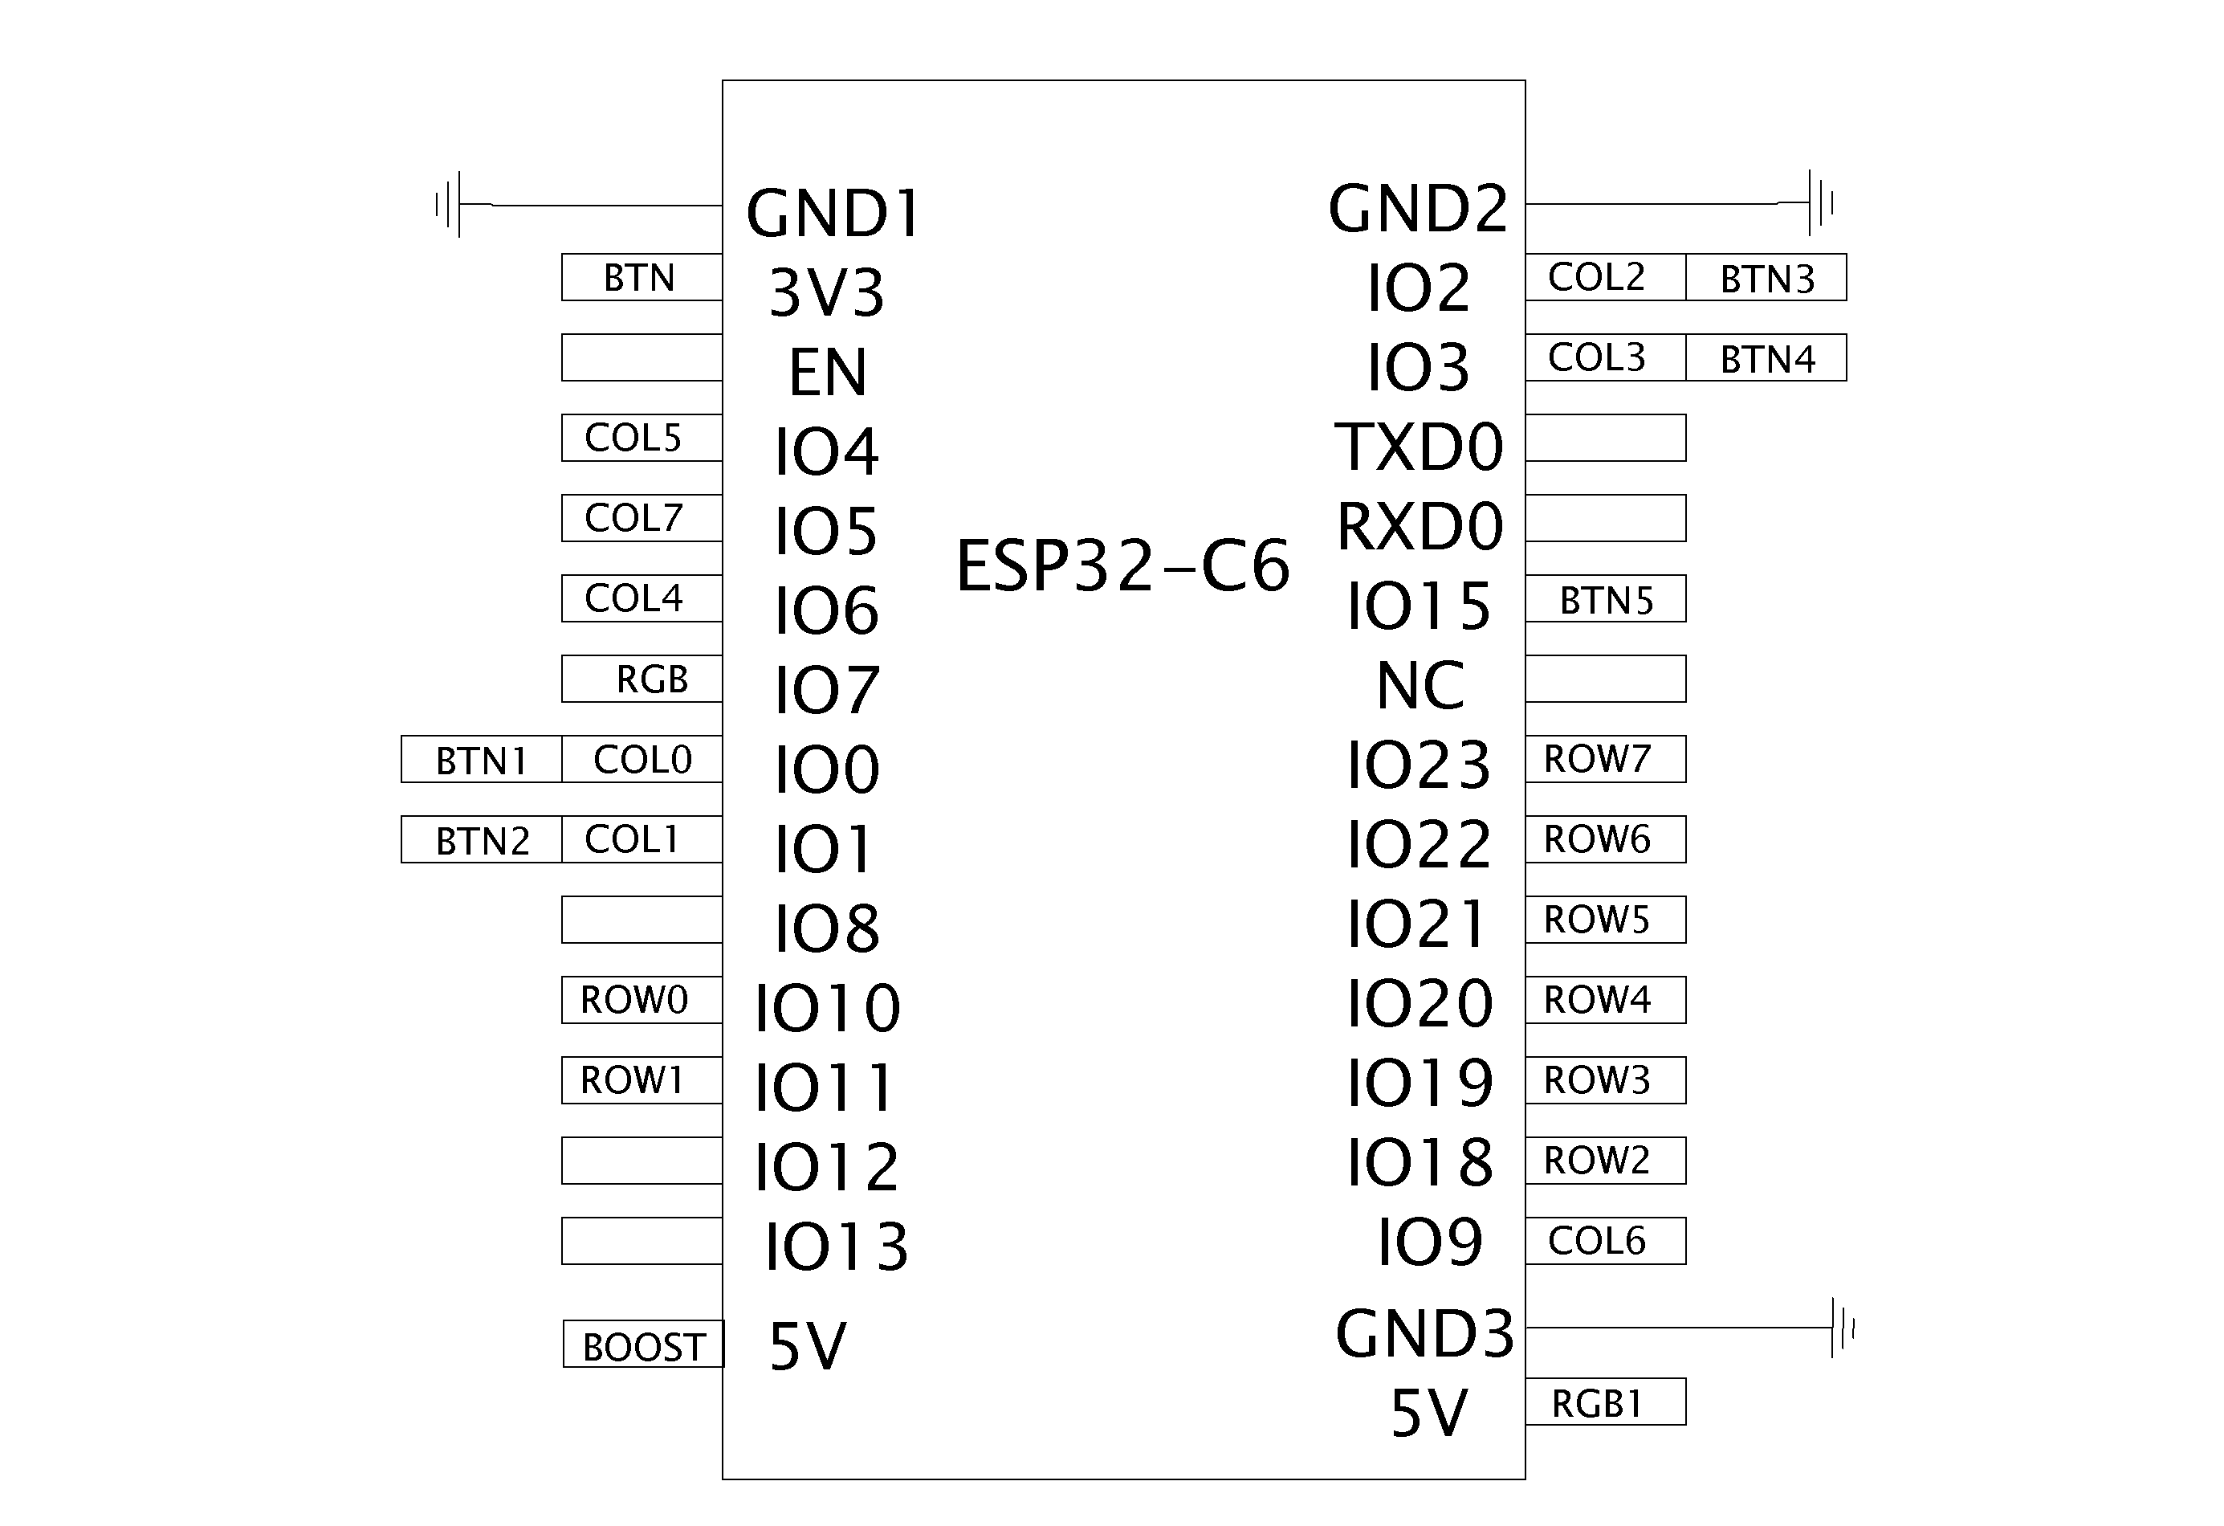 GND1 GND2
BTN 3V3 IO2 COL2 BTN3
EN IO3 COL3 BTN4
COL5 IO4 TXD0
COL7 IO5 ESP32-C6 RXD0
COL4 IO6 IO15 BTN5
RGB IO7 NC
BTN1 COL0 IO0 IO23 ROW7
BTN2 COL1 IO1 IO22 ROW6
IO8 IO21 ROW5
ROW0 IO10 IO20 ROW4
ROW1 IO11 IO19 ROW3
IO12 IO18 ROW2
IO13 IO9 COL6
BOOST 5V GND3
5V RGB1